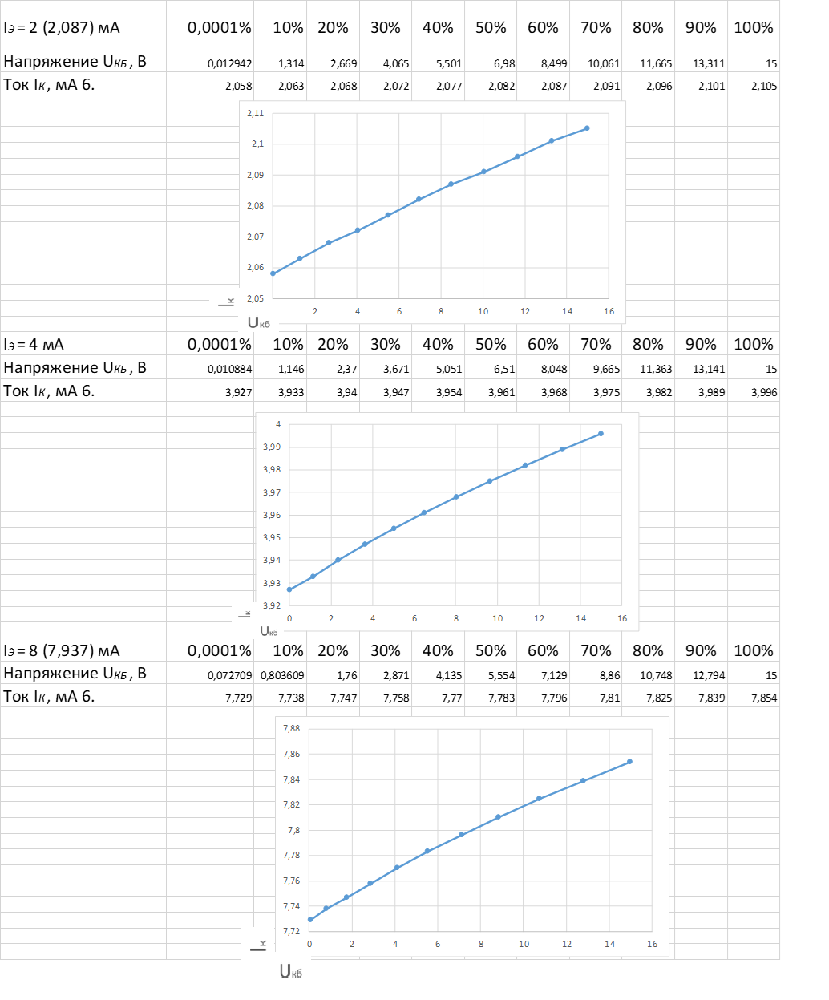 Iэ = 2 (2,087) мА 0,0001% 10% 20% 30% 40% 50% 60% 70% 80% 90% 100%
Напряжение UКБ, В 0,012942 1,314 2,669 4,065 5,501 6,98 8,499 10,061 11,665 13,311 15
Ток IК, мА 6. 2,058 2,063 2,068 2,072 2,077 2,082 2,087 2,091 2,096 2,101 2,105
2,11
2,1
2,09
2,08
2,07
2,06
2,05
Iк
2 4 6 8 10 12 14 16
Uкб
Iэ = 4 мА 0,0001% 10% 20% 30% 40% 50% 60% 70% 80% 90% 100%
Напряжение UКБ, В 0,010884 1,146 2,37 3,671 5,051 6,51 8,048 9,665 11,363 13,141 15
Ток IК, мА 6. 3,927 3,933 3,94 3,947 3,954 3,961 3,968 3,975 3,982 3,989 3,996
4
3,99
3,98
3,97
3,96
3,95
3,94
3,93
3,92
Iк
0 2 4 6 8 10 12 14 16
Uкб
Iэ = 8 (7,937) мА 0,0001% 10% 20% 30% 40% 50% 60% 70% 80% 90% 100%
Напряжение UКБ, В 0,072709 0,803609 1,76 2,871 4,135 5,554 7,129 8,86 10,748 12,794 15
Ток IК, мА 6. 7,729 7,738 7,747 7,758 7,77 7,783 7,796 7,81 7,825 7,839 7,854
7,88
7,86
7,84
7,82
7,8
7,78
7,76
7,74
7,72
Iк
0 2 4 6 8 10 12 14 16
Uкб